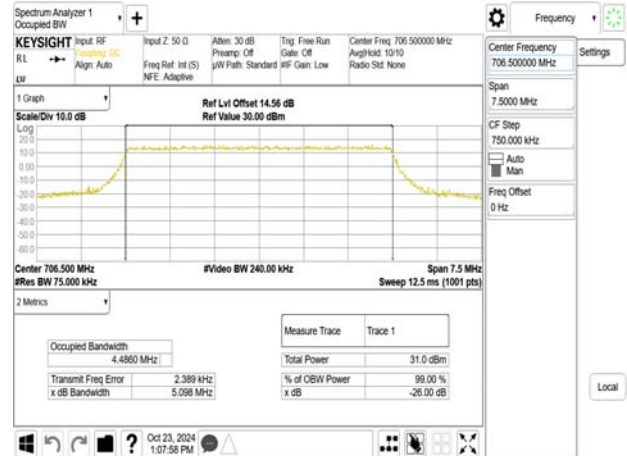 Spectrum Analyzer 1
Occupied BW
Frequency
KEYSIGHT
Input: RF
Input Z: 50 Ω
Atten: 30 dB
Trig: Free Run
Center Freq: 706.500000 MHz
RL
Coupling: DC
Preamp: Off
Gate: Off
Avg|Hold: 10/10
Align: Auto
Freq Ref: Int (S)
µW Path: Standard
#IF Gain: Low
Radio Std: None
NFE: Adaptive
LXI
Center Frequency
706.500000 MHz
Settings
Span
7.5000 MHz
CF Step
750.000 kHz
Auto
Man
Freq Offset
0 Hz
Local
1 Graph
Ref Lvl Offset 14.56 dB
Scale/Div 10.0 dB
Ref Value 30.00 dBm
Log
20.0
10.0
0.00
-10.0
-20.0
-30.0
-40.0
-50.0
-60.0
Center 706.500 MHz
#Video BW 240.00 kHz
Span 7.5 MHz
#Res BW 75.000 kHz
Sweep 12.5 ms (1001 pts)
2 Metrics
Measure Trace
Trace 1
Occupied Bandwidth
4.4860 MHz
Total Power
31.0 dBm
Transmit Freq Error
2.389 kHz
% of OBW Power
99.00 %
x dB Bandwidth
5.098 MHz
x dB
-26.00 dB
?
Oct 23, 2024
1:07:58 PM